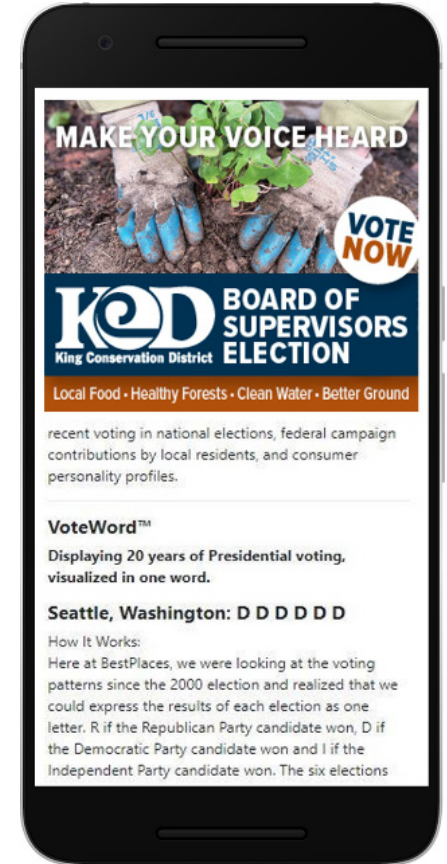 MAKE YOUR VOICE HEARD
VOTE
NOW
KCD
King Conservation District
BOARD OF
SUPERVISORS
ELECTION
Local Food • Healthy Forests • Clean Water • Better Ground
recent voting in national elections, federal campaign
contributions by local residents, and consumer
personality profiles.
VoteWord™
Displaying 20 years of Presidential voting,
visualized in one word.
Seattle, Washington: D D D D D D
How It Works:
Here at BestPlaces, we were looking at the voting
patterns since the 2000 election and realized that we
could express the results of each election as one
letter. R if the Republican Party candidate won, D if
the Democratic Party candidate won and I if the
Independent Party candidate won. The six elections